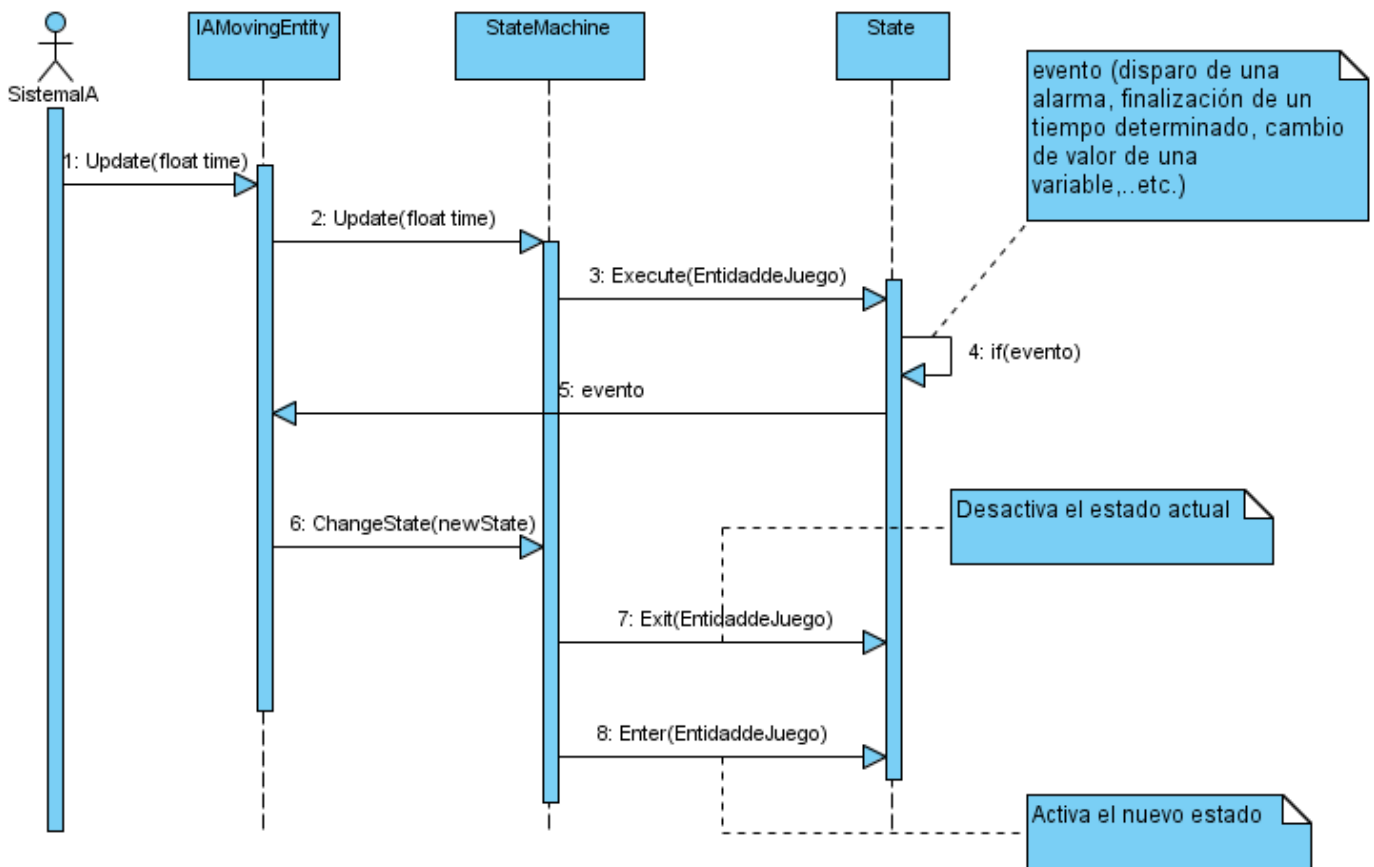 IAMovingEntity
StateMachine
State
SistemaIA
evento (disparo de una
alarma, finalización de un
tiempo determinado, cambio
de valor de una
variable,..etc.)
1: Update(float time)
2: Update(float time)
3: Execute(EntidaddeJuego)
4: if(evento)
5: evento
Desactiva el estado actual
6: ChangeState(newState)
7: Exit(EntidaddeJuego)
8: Enter(EntidaddeJuego)
Activa el nuevo estado